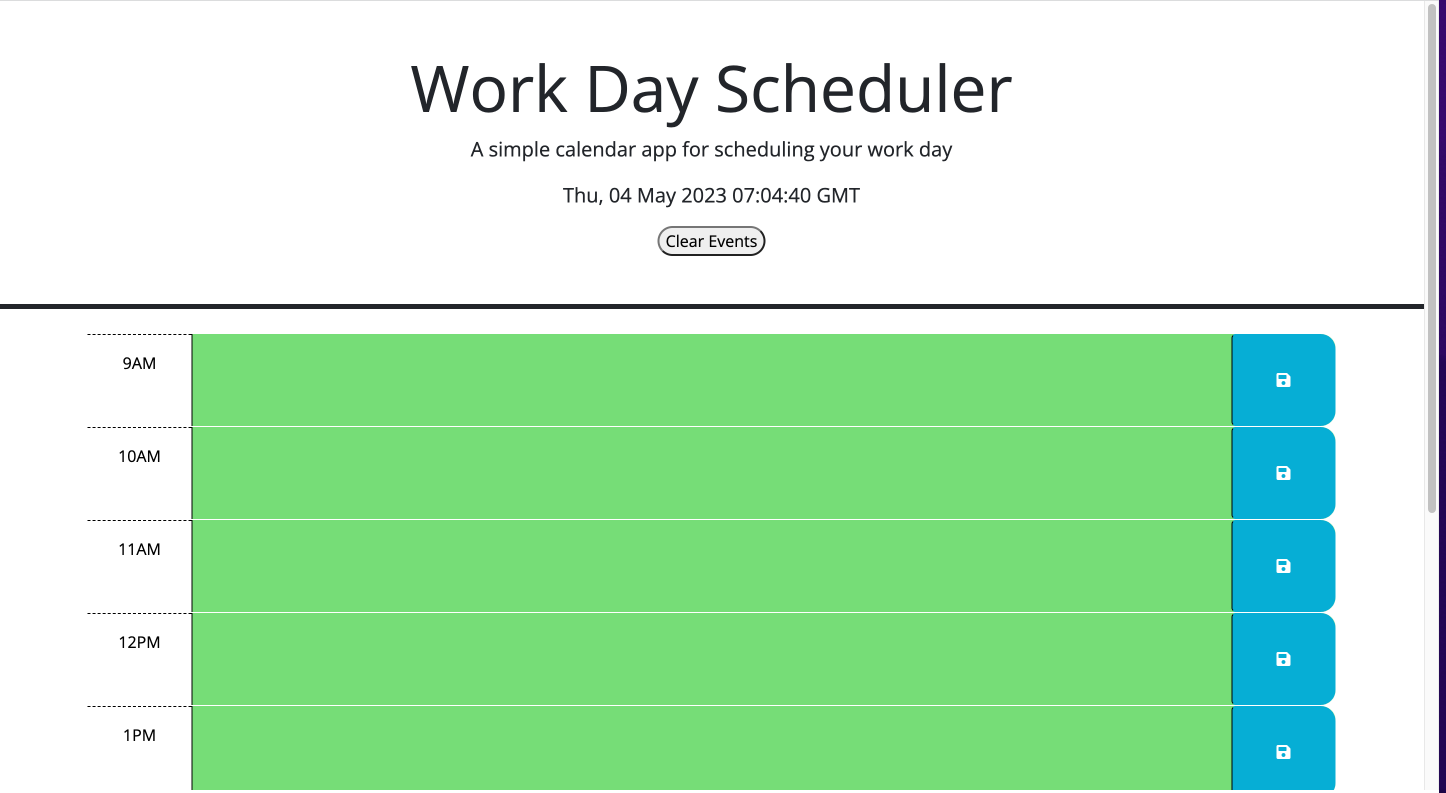 Work Day Scheduler
A simple calendar app for scheduling your work day
Thu, 04 May 2023 07:04:40 GMT
Clear Events
9AM
10AM
11AM
12PM
1PM